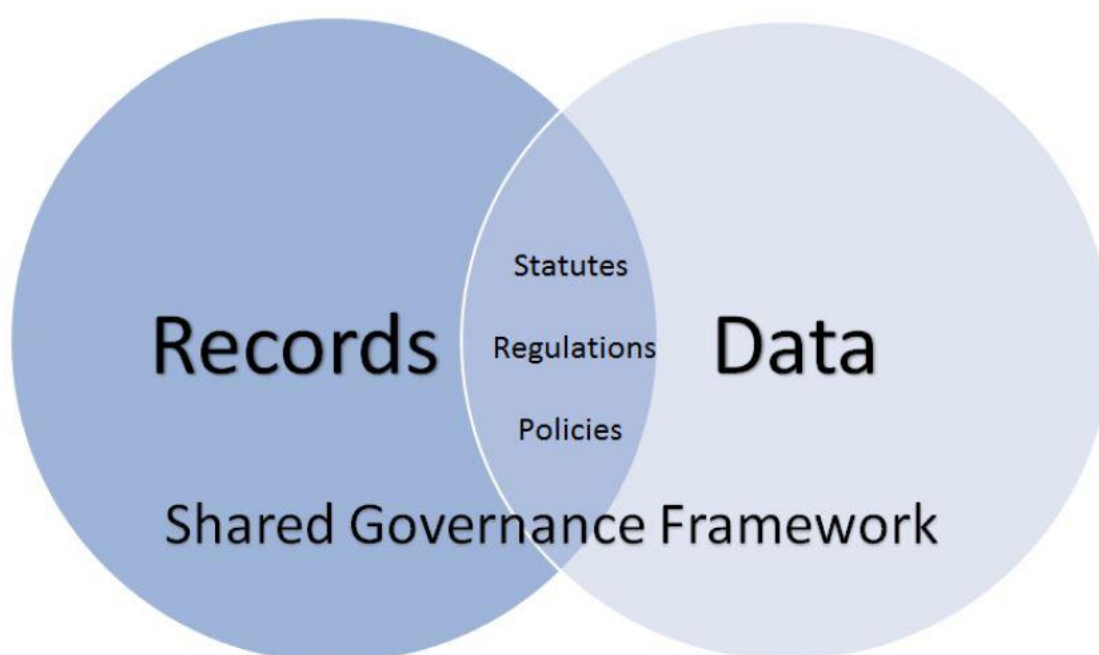 Statutes
Records
Regulations
Data
Policies
Shared Governance Framework